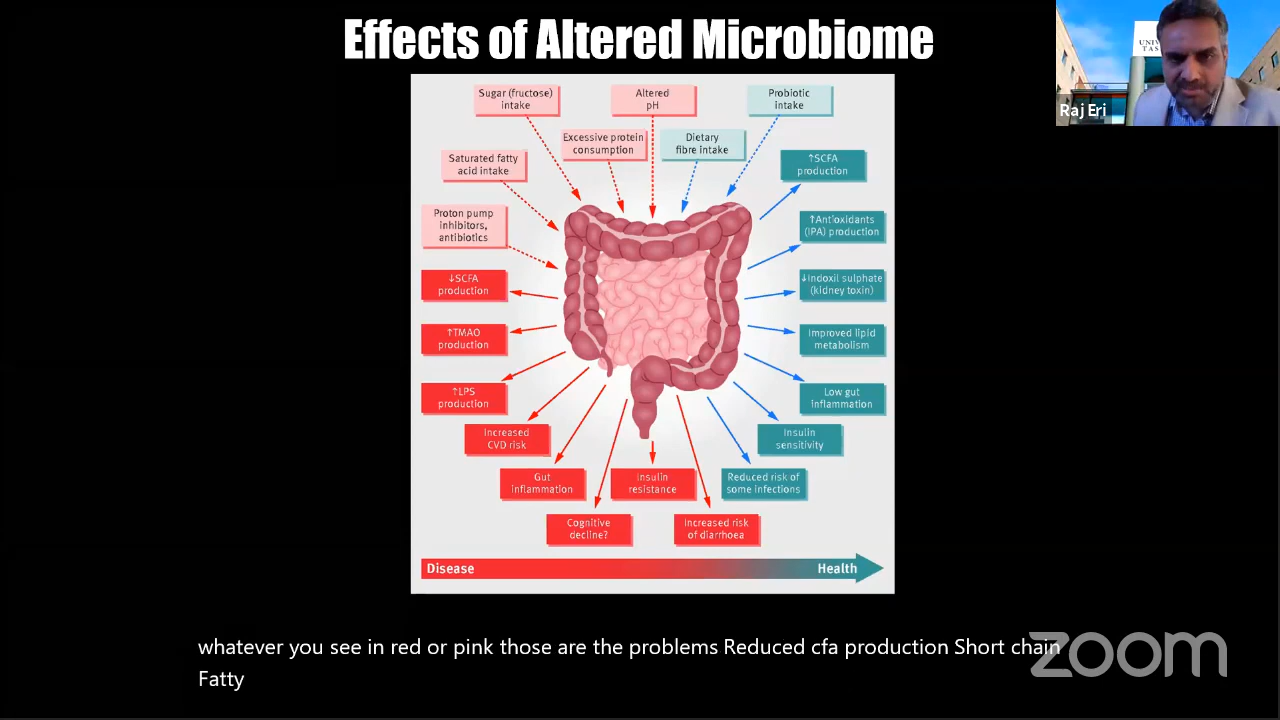 Effects of Altered Microbiome
UNIV
TAS
Raj Eri
Sugar (fructose)
intake
Altered
pH
Probiotic
intake
Excessive protein
consumption
Dietary
fibre intake
Saturated fatty
acid intake
↑SCFA
production
Proton pump
inhibitors,
antibiotics
↑Antioxidants
(IPA) production
↓SCFA
production
↓Indoxil sulphate
(kidney toxin)
↑TMAO
production
Improved lipid
metabolism
↑LPS
production
Low gut
inflammation
Increased
CVD risk
Insulin
sensitivity
Gut
inflammation
Insulin
resistance
Reduced risk of
some infections
Cognitive
decline?
Increased risk
of diarrhoea
Disease
Health
whatever you see in red or pink those are the problems Reduced cfa production Short chain
Fatty
zoom